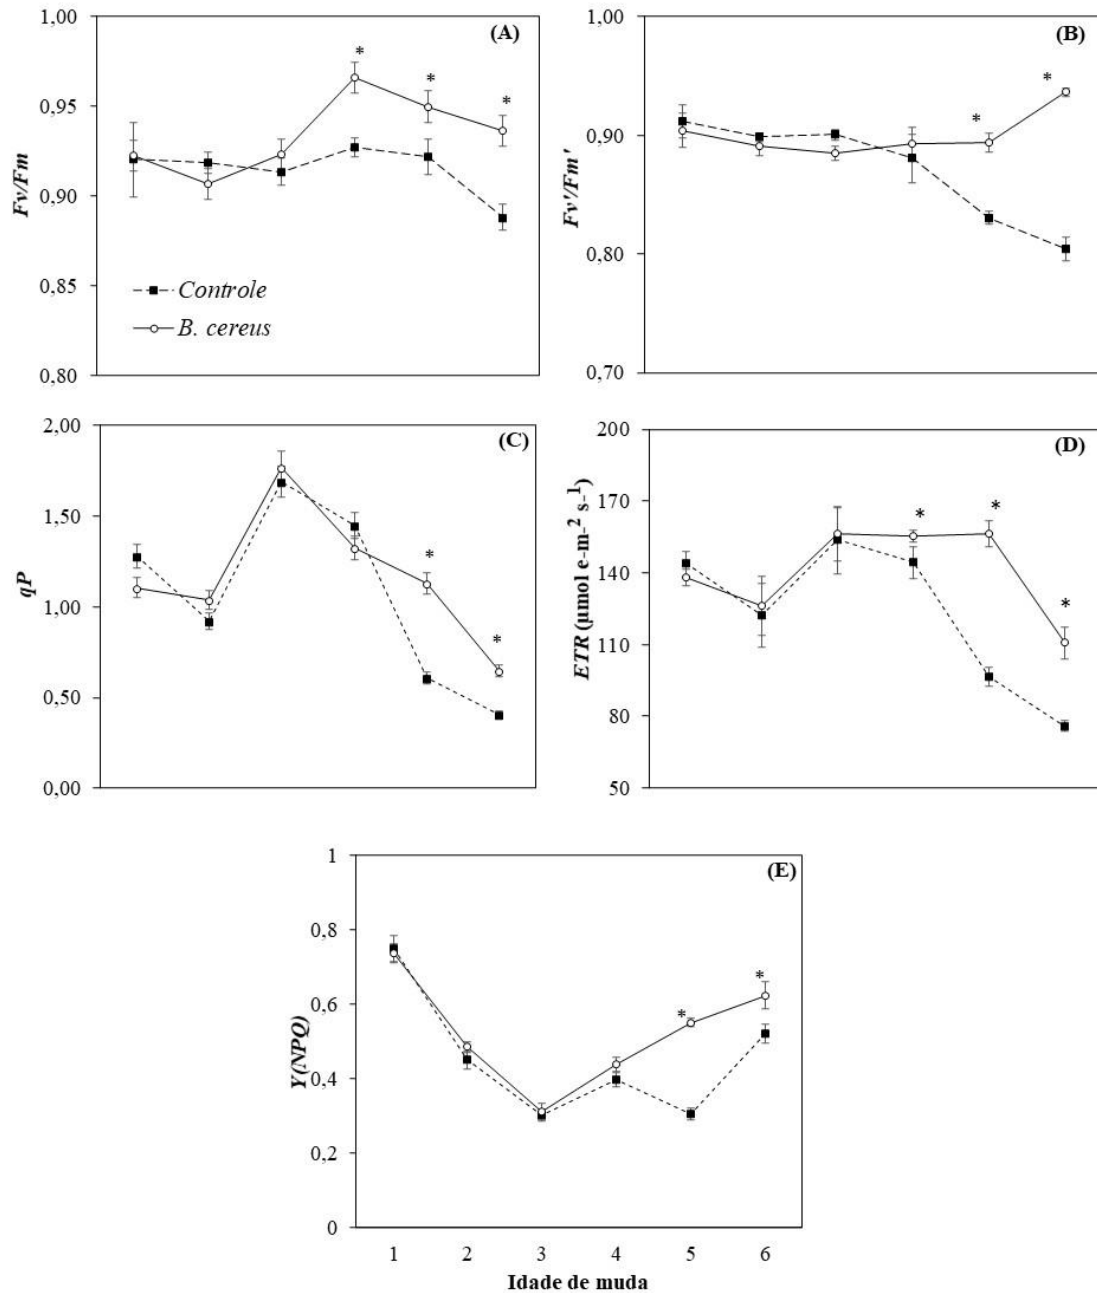 1,00
0,95
0,90
0,85
0,80
Fv/Fm
(A)
*
*
*
Controle
B. cereus
1,00
0,90
0,80
0,70
Fv'/Fm'
(B)
*
*
2,00
1,50
1,00
0,50
0,00
qP
(C)
*
*
200
170
140
110
80
50
ETR (µmol e-m-² s-¹)
(D)
*
*
*
1
0,8
0,6
0,4
0,2
0
Y(NPQ)
(E)
*
*
1 2 3 4 5 6
Idade de muda